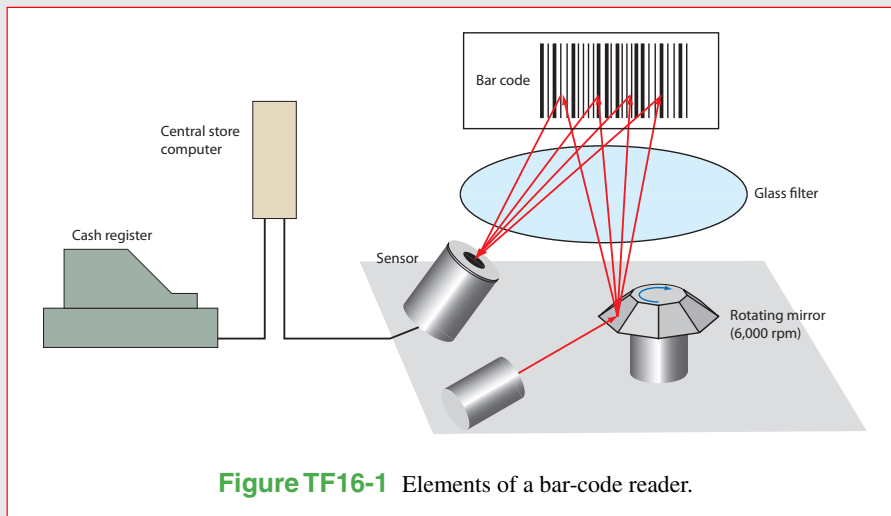 Bar code
Central store
computer
Glass filter
Cash register
Sensor
Rotating mirror
(6,000 rpm)
Figure TF16-1 Elements of a bar-code reader.